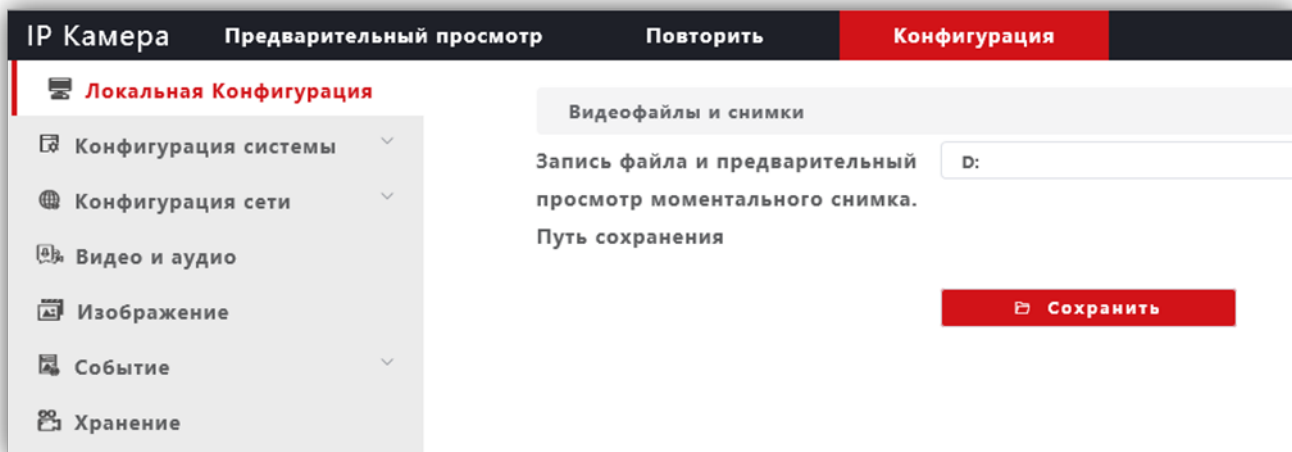 IP Камера Предварительный просмотр Повторить Конфигурация
Локальная Конфигурация
Конфигурация системы
Конфигурация сети
Видео и аудио
Изображение
Событие
Хранение
Видеофайлы и снимки
Запись файла и предварительный D:
просмотр моментального снимка.
Путь сохранения
Сохранить